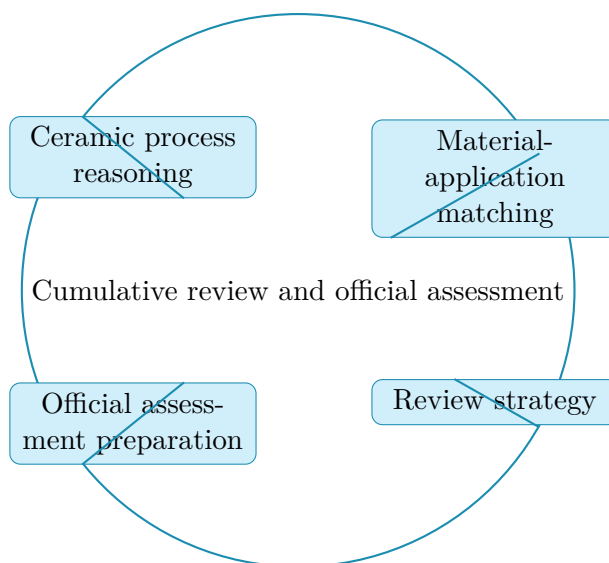 Ceramic process
reasoning
Material-
application
matching
Cumulative review and official assessment
Official assess-
ment preparation
Review strategy